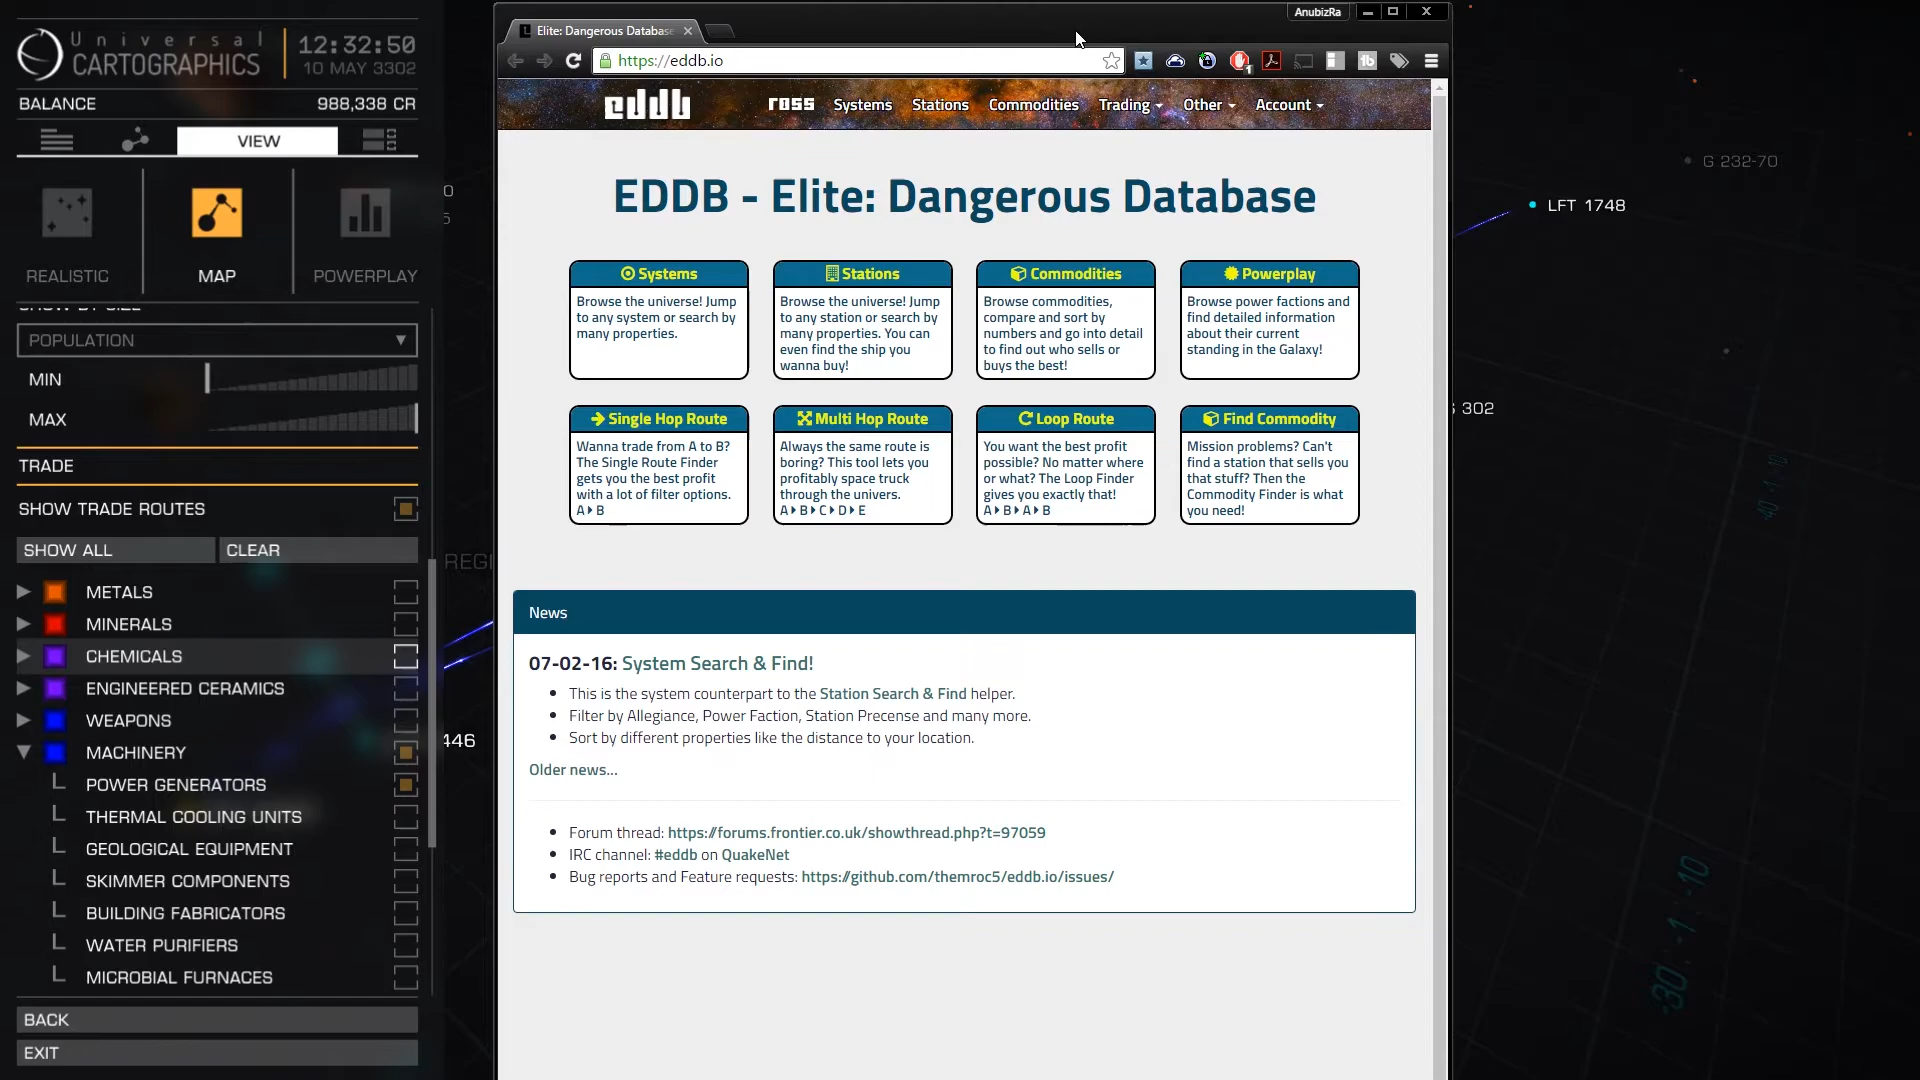 Universal
CARTOGRAPHICS
12:32:50
10 MAY 3302
BALANCE
988,338 CR
VIEW
REALISTIC
MAP
POWERPLAY
POPULATION
MIN
MAX
TRADE
SHOW TRADE ROUTES
SHOW ALL
CLEAR
METALS
MINERALS
CHEMICALS
ENGINEERED CERAMICS
WEAPONS
MACHINERY
POWER GENERATORS
THERMAL COOLING UNITS
GEOLOGICAL EQUIPMENT
SKIMMER COMPONENTS
BUILDING FABRICATORS
WATER PURIFIERS
MICROBIAL FURNACES
BACK
EXIT
AnubizRa
Elite: Dangerous Database
https://eddb.io
eddb
ross Systems Stations Commodities Trading Other Account
EDDB - Elite: Dangerous Database
Systems
Browse the universe! Jump
to any system or search by
many properties.
Stations
Browse the universe! Jump
to any station or search by
many properties. You can
even find the ship you
wanna buy!
Commodities
Browse commodities,
compare and sort by
numbers and go into detail
to find out who sells or
buys the best!
Powerplay
Browse power factions and
find detailed information
about their current
standing in the Galaxy!
Single Hop Route
Wanna trade from A to B?
The Single Route Finder
gets you the best profit
with a lot of filter options.
A▸B
Multi Hop Route
Always the same route is
boring? This tool lets you
profitably space truck
through the univers.
A▸B▸C▸D▸E
Loop Route
You want the best profit
possible? No matter where
or what? The Loop Finder
gives you exactly that!
A▸B▸A▸B
Find Commodity
Mission problems? Can't
find a station that sells you
that stuff? Then the
Commodity Finder is what
you need!
News
07-02-16: System Search & Find!
• This is the system counterpart to the Station Search & Find helper.
• Filter by Allegiance, Power Faction, Station Precense and many more.
• Sort by different properties like the distance to your location.
Older news...
• Forum thread: https://forums.frontier.co.uk/showthread.php?t=97059
• IRC channel: #eddb on QuakeNet
• Bug reports and Feature requests: https://github.com/themroc5/eddb.io/issues/
G 232-70
LFT 1748
302
446
REGI
-40 -1 -10
-30 -1 -10